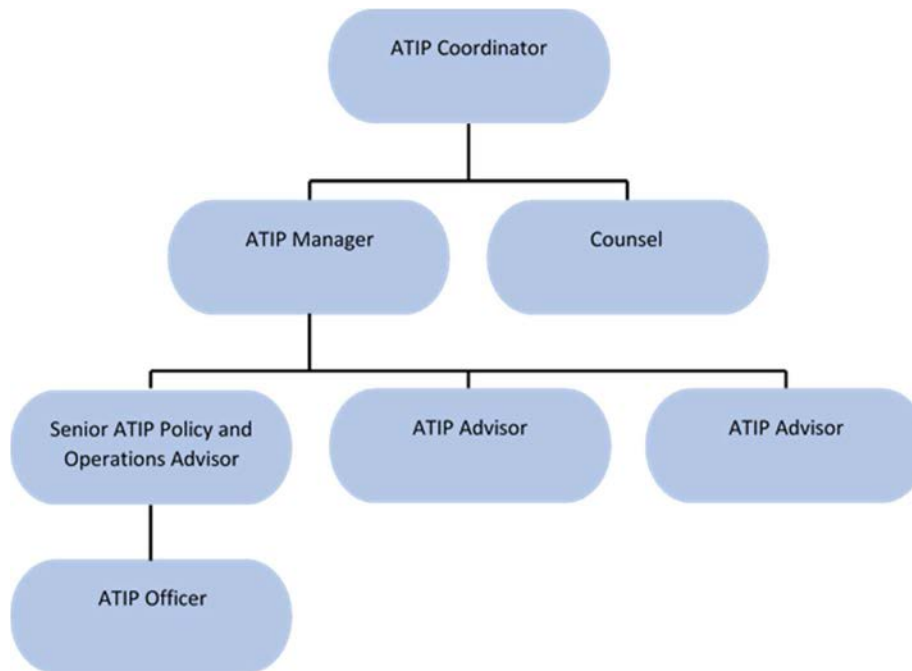 ATIP Coordinator
ATIP Manager
Counsel
Senior ATIP Policy and
Operations Advisor
ATIP Advisor
ATIP Advisor
ATIP Officer